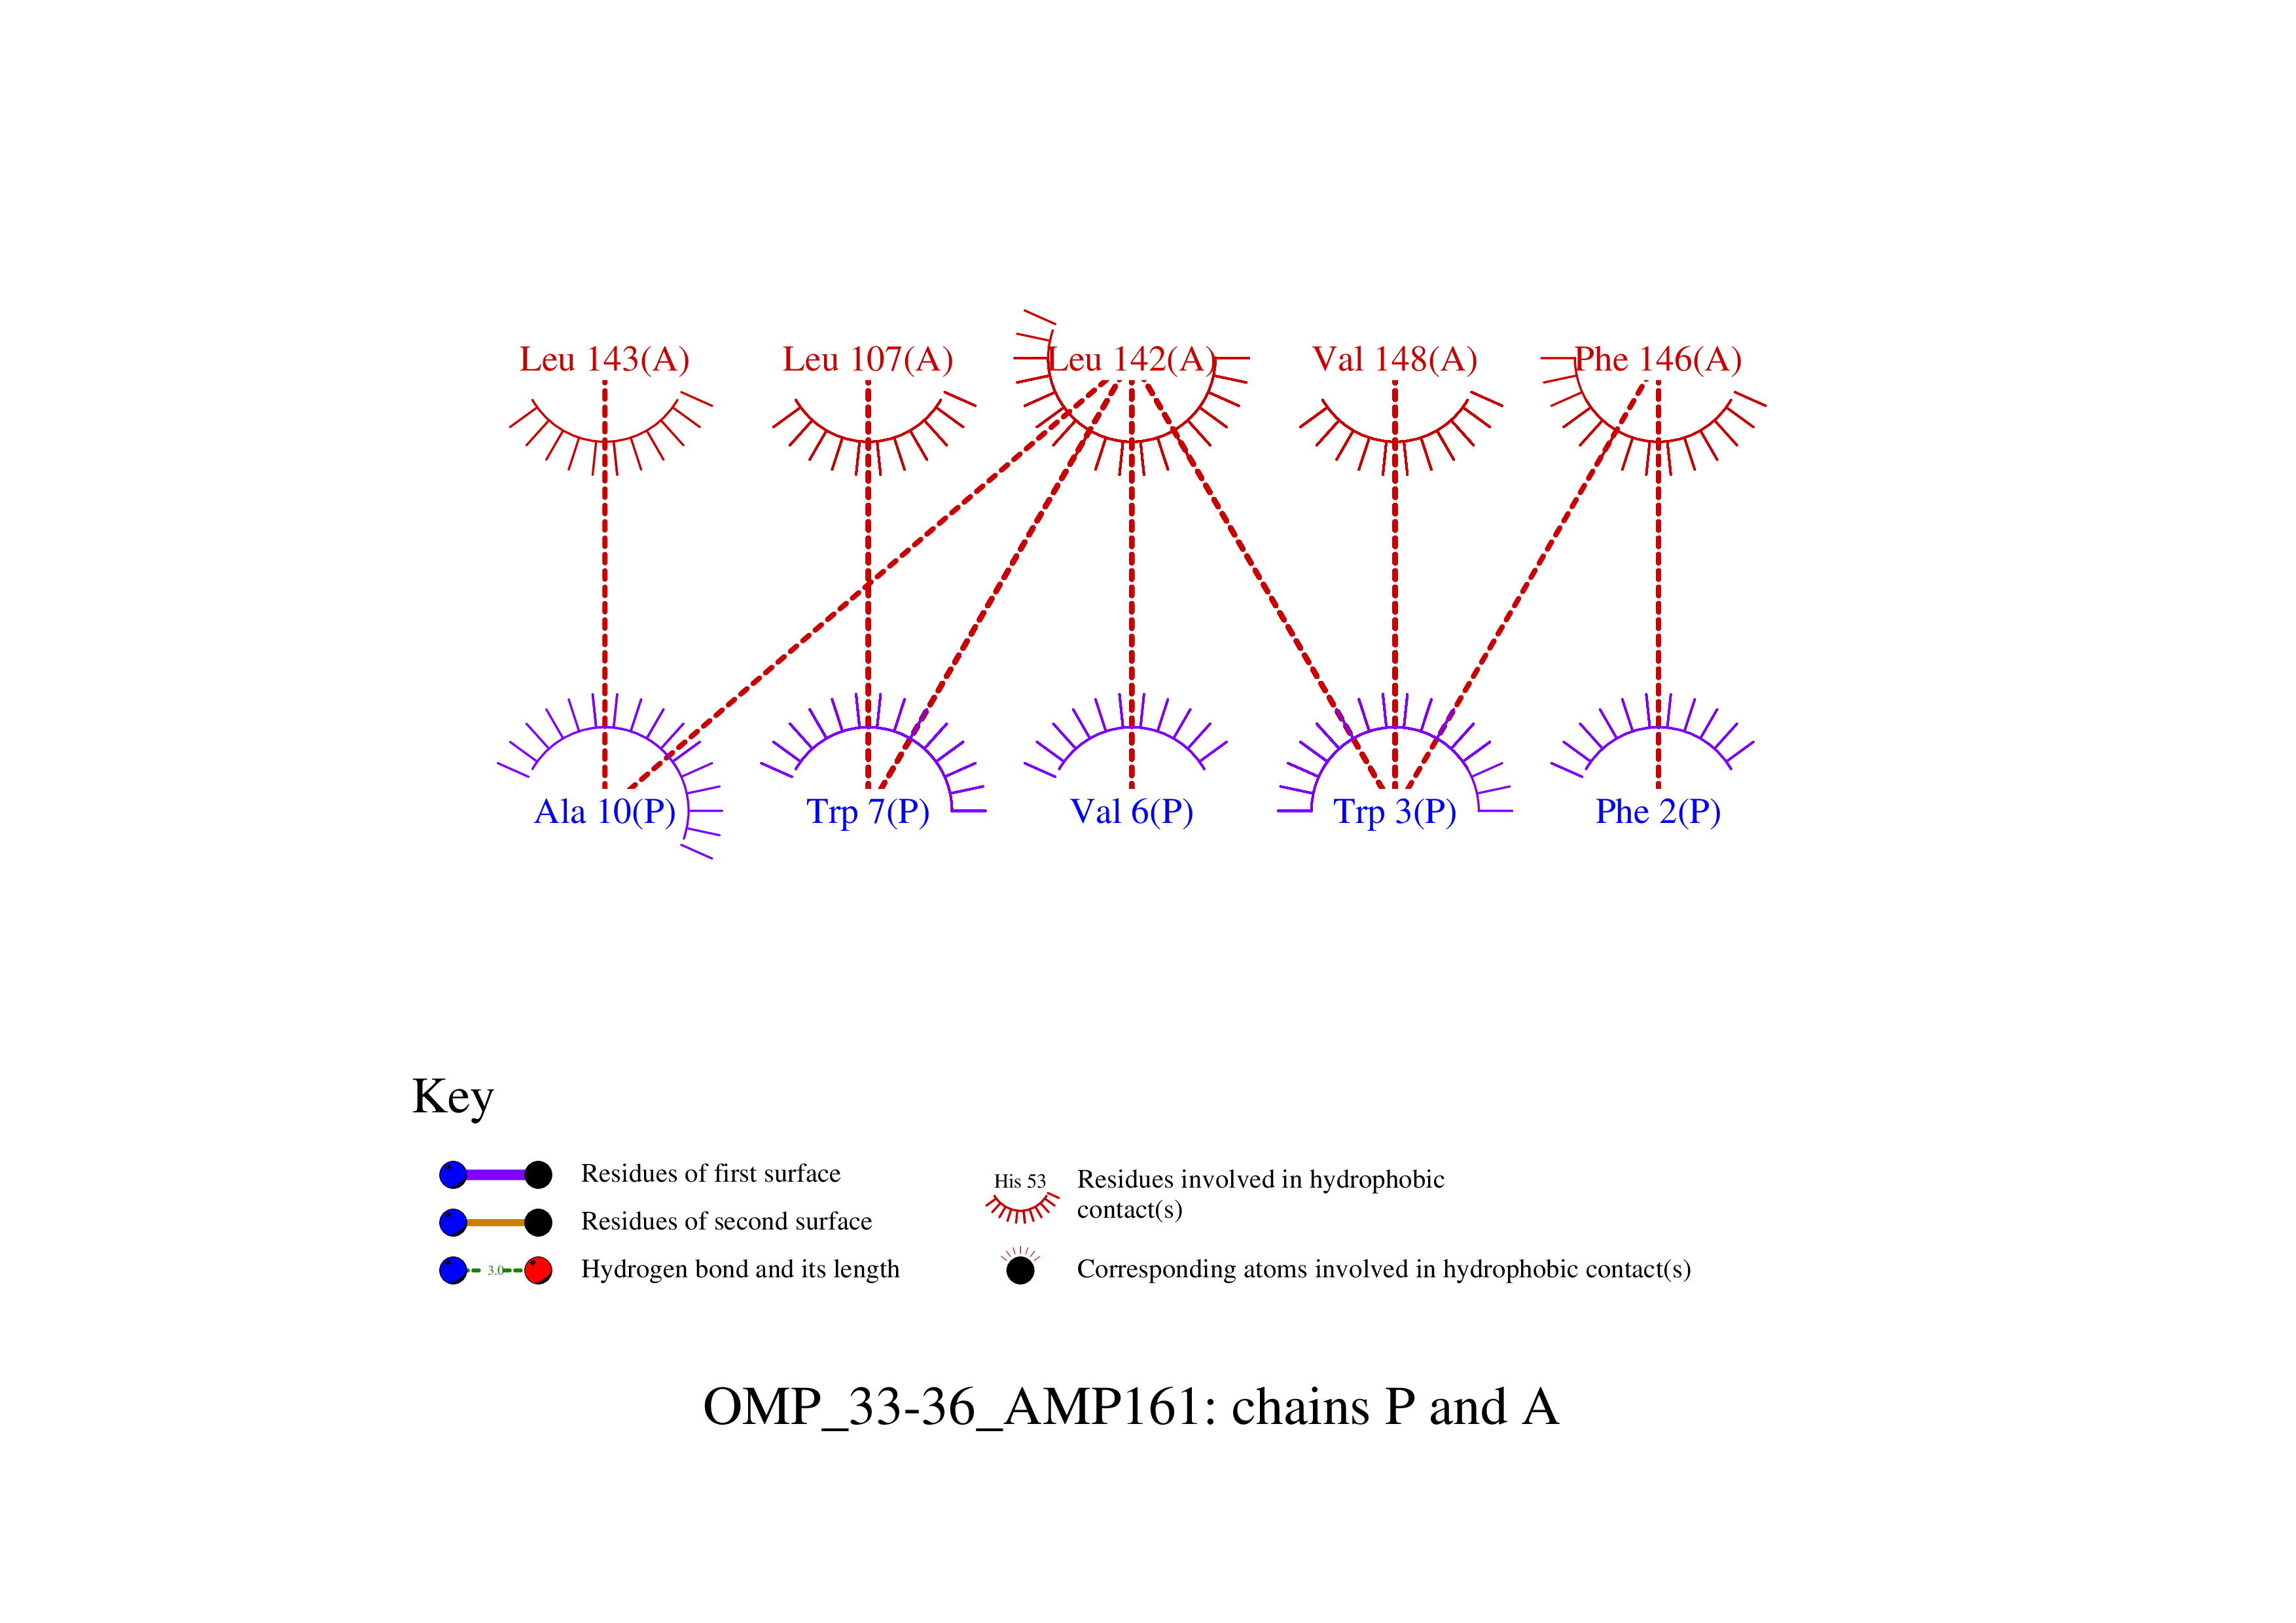 Leu 143(A) Leu 107(A) Leu 142(A) Val 148(A) Phe 146(A)
Ala 10(P) Trp 7(P) Val 6(P) Trp 3(P) Phe 2(P)
Key
Residues of first surface
Residues of second surface
3.0 Hydrogen bond and its length
His 53 Residues involved in hydrophobic
contact(s)
Corresponding atoms involved in hydrophobic contact(s)
OMP_33-36_AMP161: chains P and A